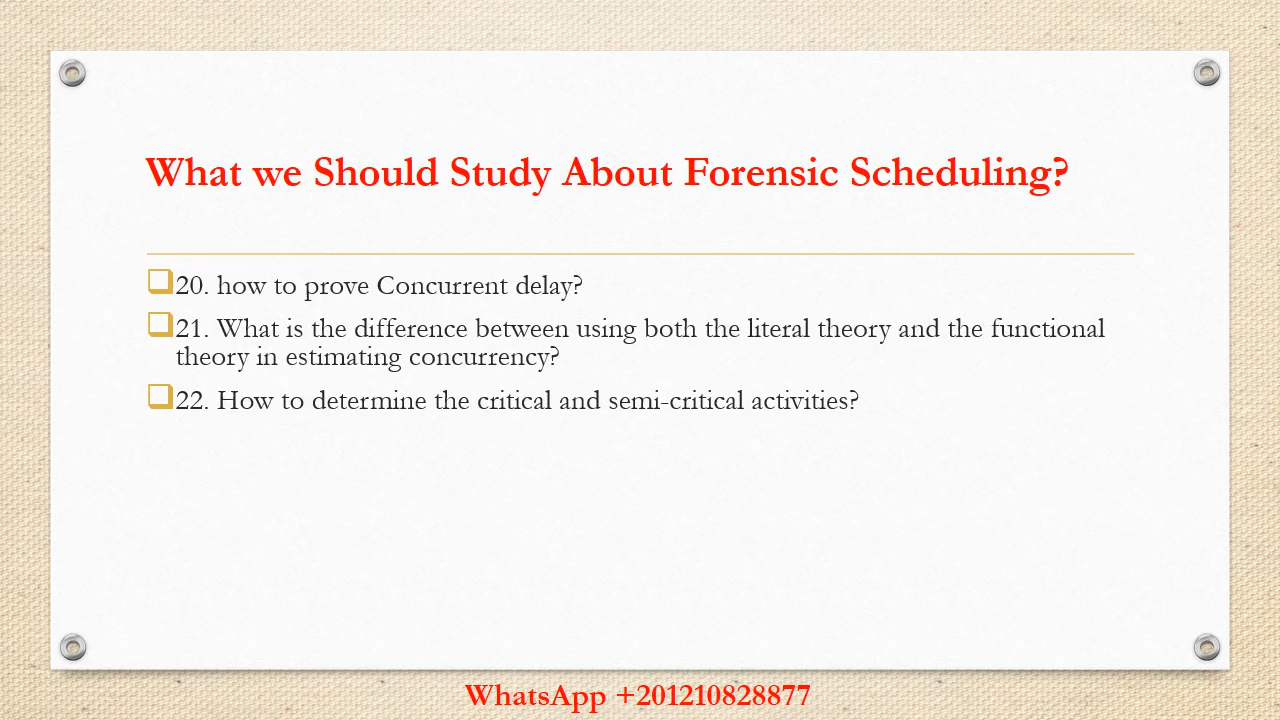 What we Should Study About Forensic Scheduling?
20. how to prove Concurrent delay?
21. What is the difference between using both the literal theory and the functional
theory in estimating concurrency?
22. How to determine the critical and semi-critical activities?
WhatsApp +201210828877